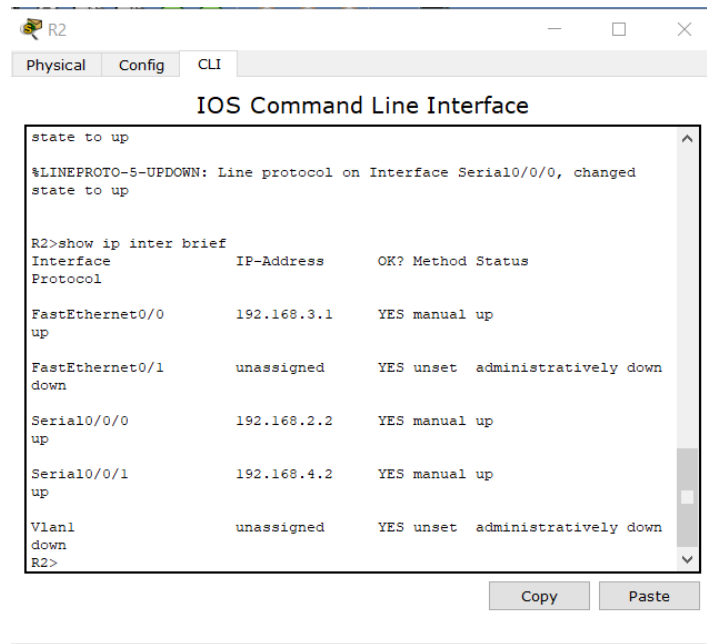 R2
Physical Config CLI
IOS Command Line Interface
state to up
%LINEPROTO-5-UPDOWN: Line protocol on Interface Serial0/0/0, changed
state to up
R2>show ip inter brief
Interface IP-Address OK? Method Status
Protocol
FastEthernet0/0 192.168.3.1 YES manual up
up
FastEthernet0/1 unassigned YES unset administratively down
down
Serial0/0/0 192.168.2.2 YES manual up
up
Serial0/0/1 192.168.4.2 YES manual up
up
Vlan1 unassigned YES unset administratively down
down
R2>
Copy Paste